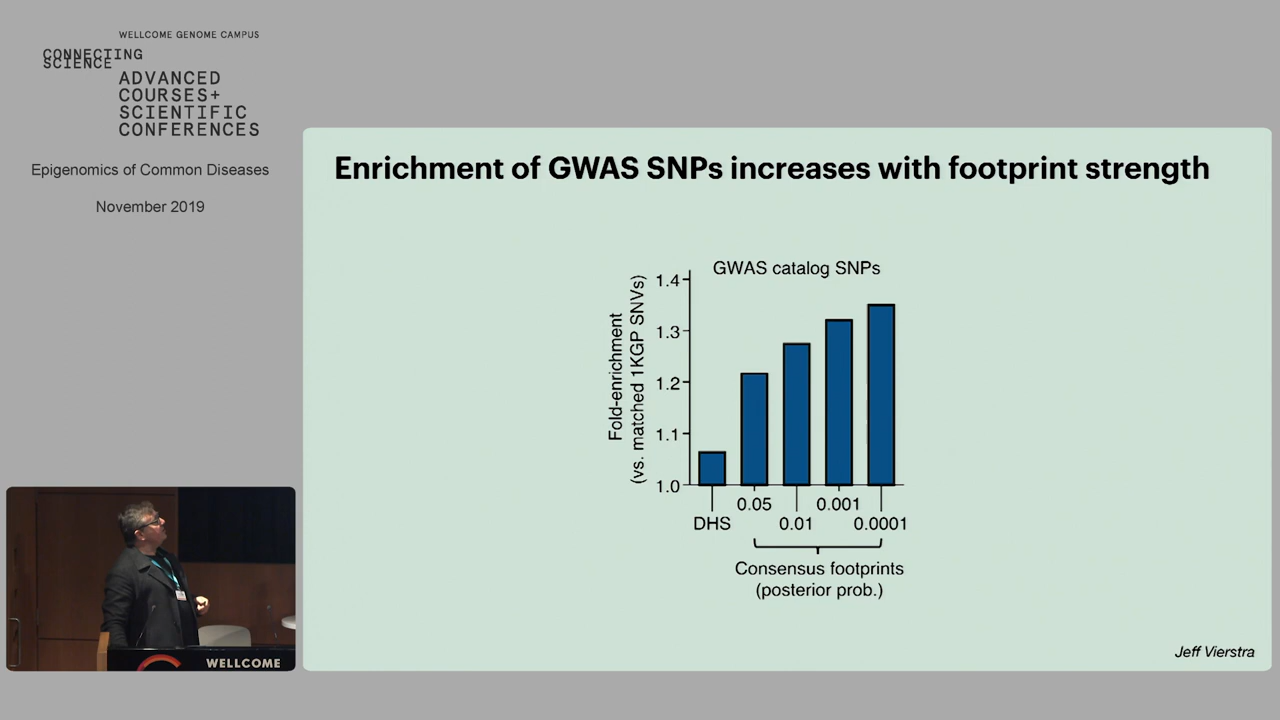 WELLCOME GENOME CAMPUS
CONNECTING
SCIENCE
ADVANCED
COURSES+
SCIENTIFIC
CONFERENCES
Epigenomics of Common Diseases
November 2019
Enrichment of GWAS SNPs increases with footprint strength
GWAS catalog SNPs
Fold-enrichment
(vs. matched 1KGP SNVs)
1.4
1.3
1.2
1.1
1.0
DHS
0.05
0.01
0.001
0.0001
Consensus footprints
(posterior prob.)
Jeff Vierstra
WELLCOME